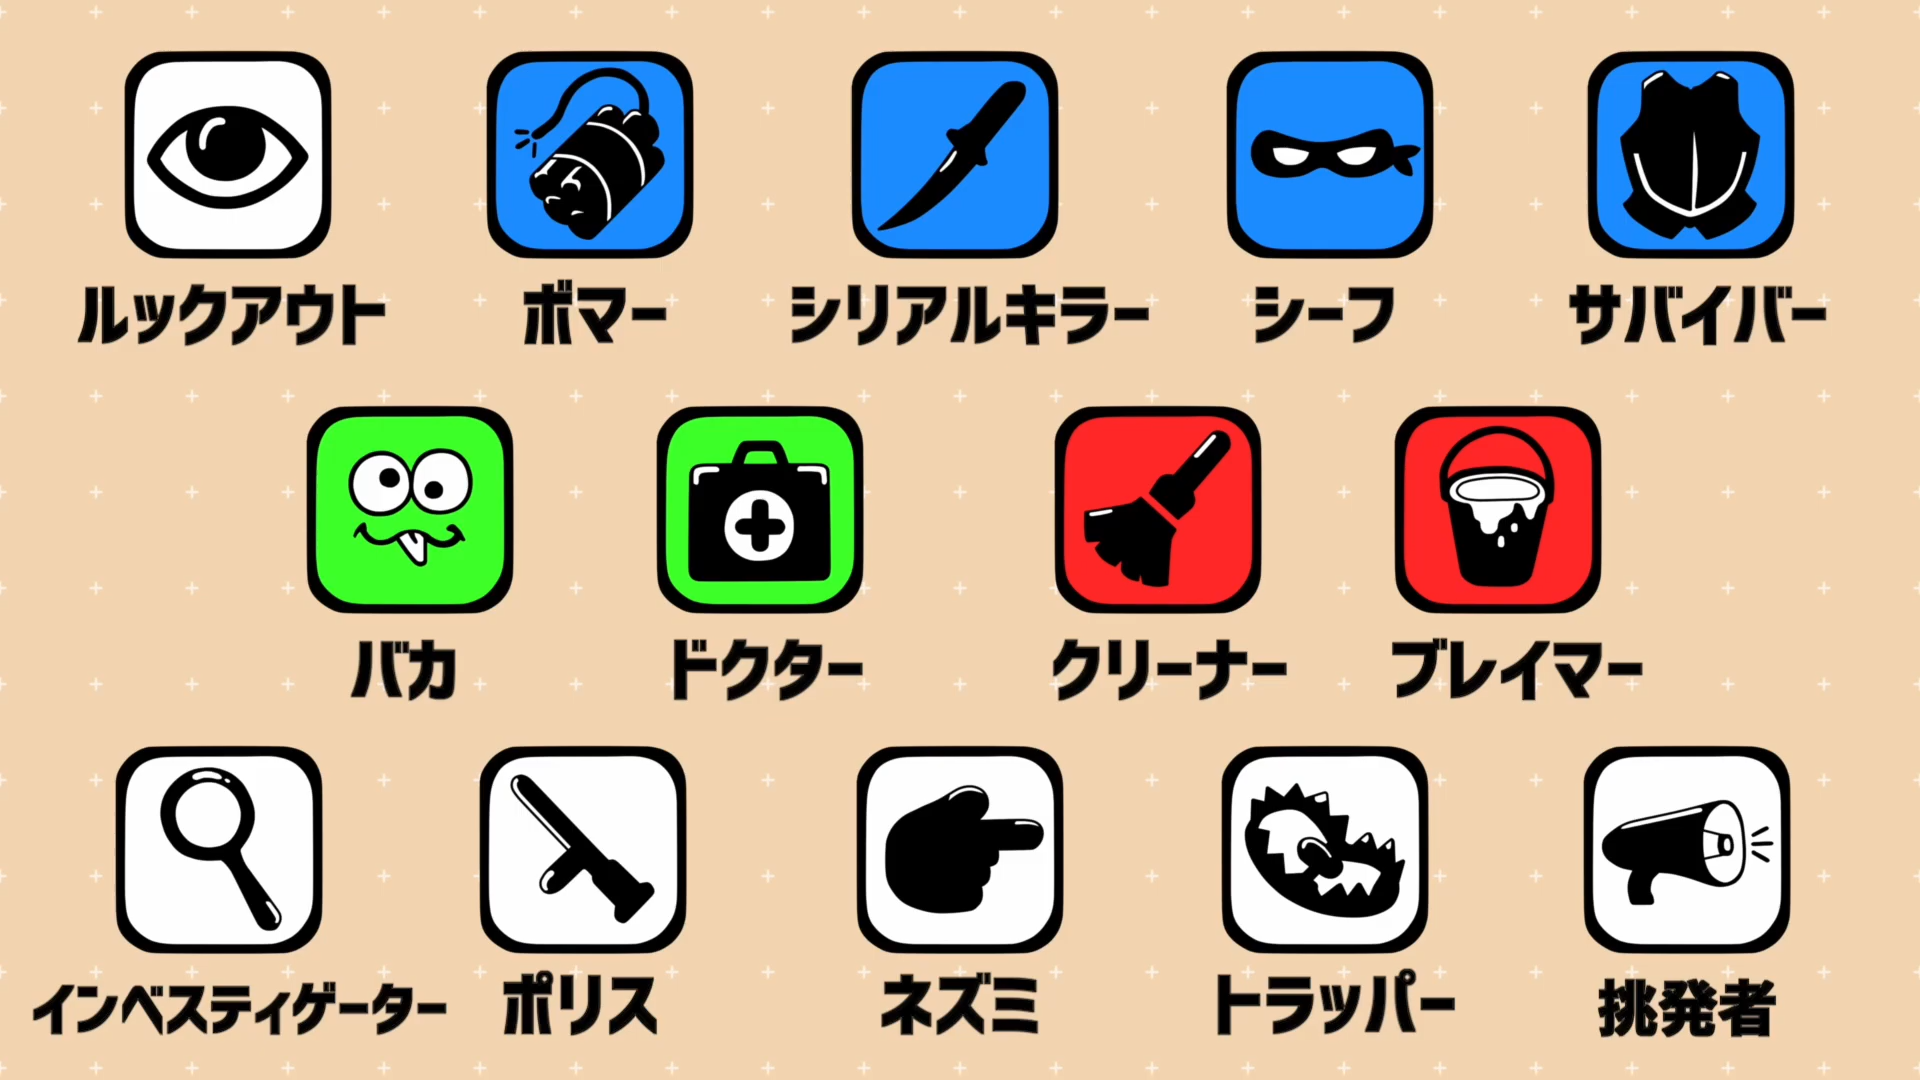 ルックアウト
ボマー
シリアルキラー
シーフ
サバイバー
バカ
ドクター
クリーナー
ブレイマー
インベスティゲーター
ポリス
ネズミ
トラッパー
挑発者